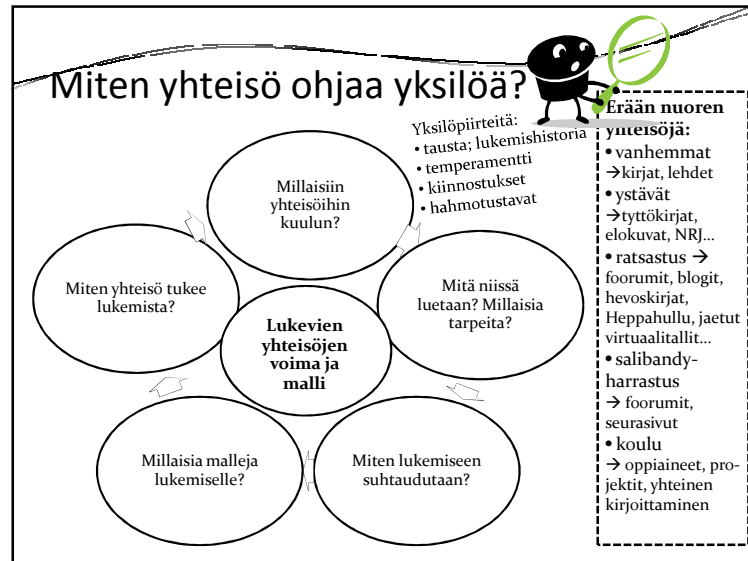 Miten yhteisö ohjaa yksilöä?
Yksilöpiirteitä:
• tausta; lukemishistoria
• temperamentti
• kiinnostukset
• hahmotustavat
Millaisiin
yhteisöihin
kuulun?
Mitä niissä
luetaan? Millaisia
tarpeita?
Miten lukemiseen
suhtaudutaan?
Millaisia malleja
lukemiselle?
Miten yhteisö tukee
lukemista?
Lukevien
yhteisöjen
voima ja
malli
Erään nuoren
yhteisöjä:
• vanhemmat
→kirjat, lehdet
• ystävät
→tyttökirjat,
elokuvat, NRJ...
• ratsastus →
foorumit, blogit,
hevoskirjat,
Heppahullu, jaetut
virtuaalitallit...
• salibandy-
harrastus
→ foorumit,
seurasivut
• koulu
→ oppiaineet, pro-
jektit, yhteinen
kirjoittaminen